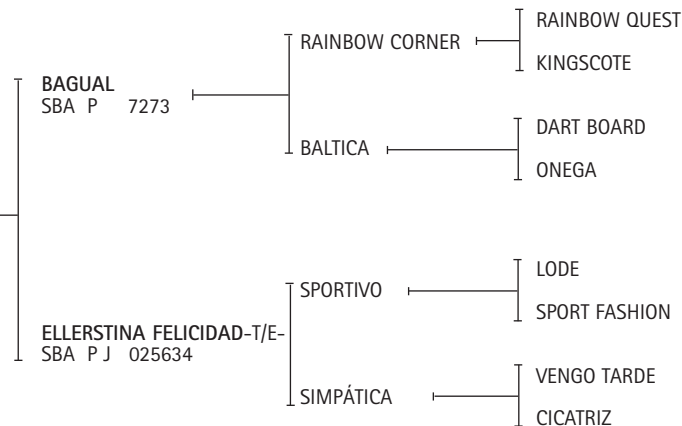 RAINBOW QUEST
RAINBOW CORNER
KINGSCOTE
BAGUAL
SBA P 7273
DART BOARD
BALTICA
ONEGA
LODE
SPORTIVO
SPORT FASHION
ELLERSTINA FELICIDAD-T/E-
SBA P J 025634
VENGO TARDE
SIMPÁTICA
CICATRIZ